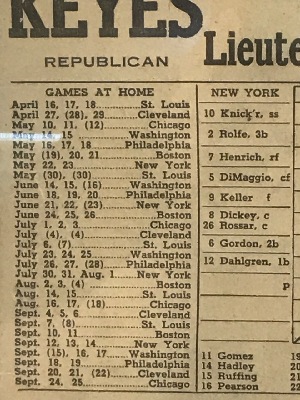 KEYES
REPUBLICAN
Lieute
GAMES AT HOME
April 16, 17, 18..........St. Louis
April 27, (28), 29..........Cleveland
May 10, 11, (12)..........Chicago
May 14, 15..........Washington
May 16, 17, 18..........Philadelphia
May (19), 20, 21..........Boston
May 22, 23..........New York
May (30), (30)..........St. Louis
June 14, 15, (16)..........Washington
June 18, 19, 20..........Philadelphia
June 21, 22, (23)..........New York
June 24, 25, 26..........Boston
July 1, 2, 3..........Chicago
July (4), (4)..........Cleveland
July 6, (7)..........St. Louis
July 23, 24, 25..........Washington
July 26, 27, (28)..........Philadelphia
July 30, 31, Aug. 1..........New York
Aug. 2, 3, (4)..........Boston
Aug. 14, 15..........St. Louis
Aug. 16, 17, (18)..........Chicago
Sept. 4, 5, 6..........Cleveland
Sept. 7, (8)..........St. Louis
Sept. 10, 11..........Boston
Sept. 12, 13, 14..........New York
Sept. (15), 16, 17..........Washington
Sept. 18, 19..........Philadelphia
Sept. 20, 21, (22)..........Cleveland
Sept. 24, 25..........Chicago
NEW YORK
10 Knick'r, ss
2 Rolfe, 3b
7 Henrich, rf
5 DiMaggio, cf
9 Keller f
8 Dickey, c
26 Rossar, c
6 Gordon, 2b
12 Dahlgren, 1b
P
11 Gomez
14 Hadley
15 Ruffing
16 Pearson
19
20
21
22